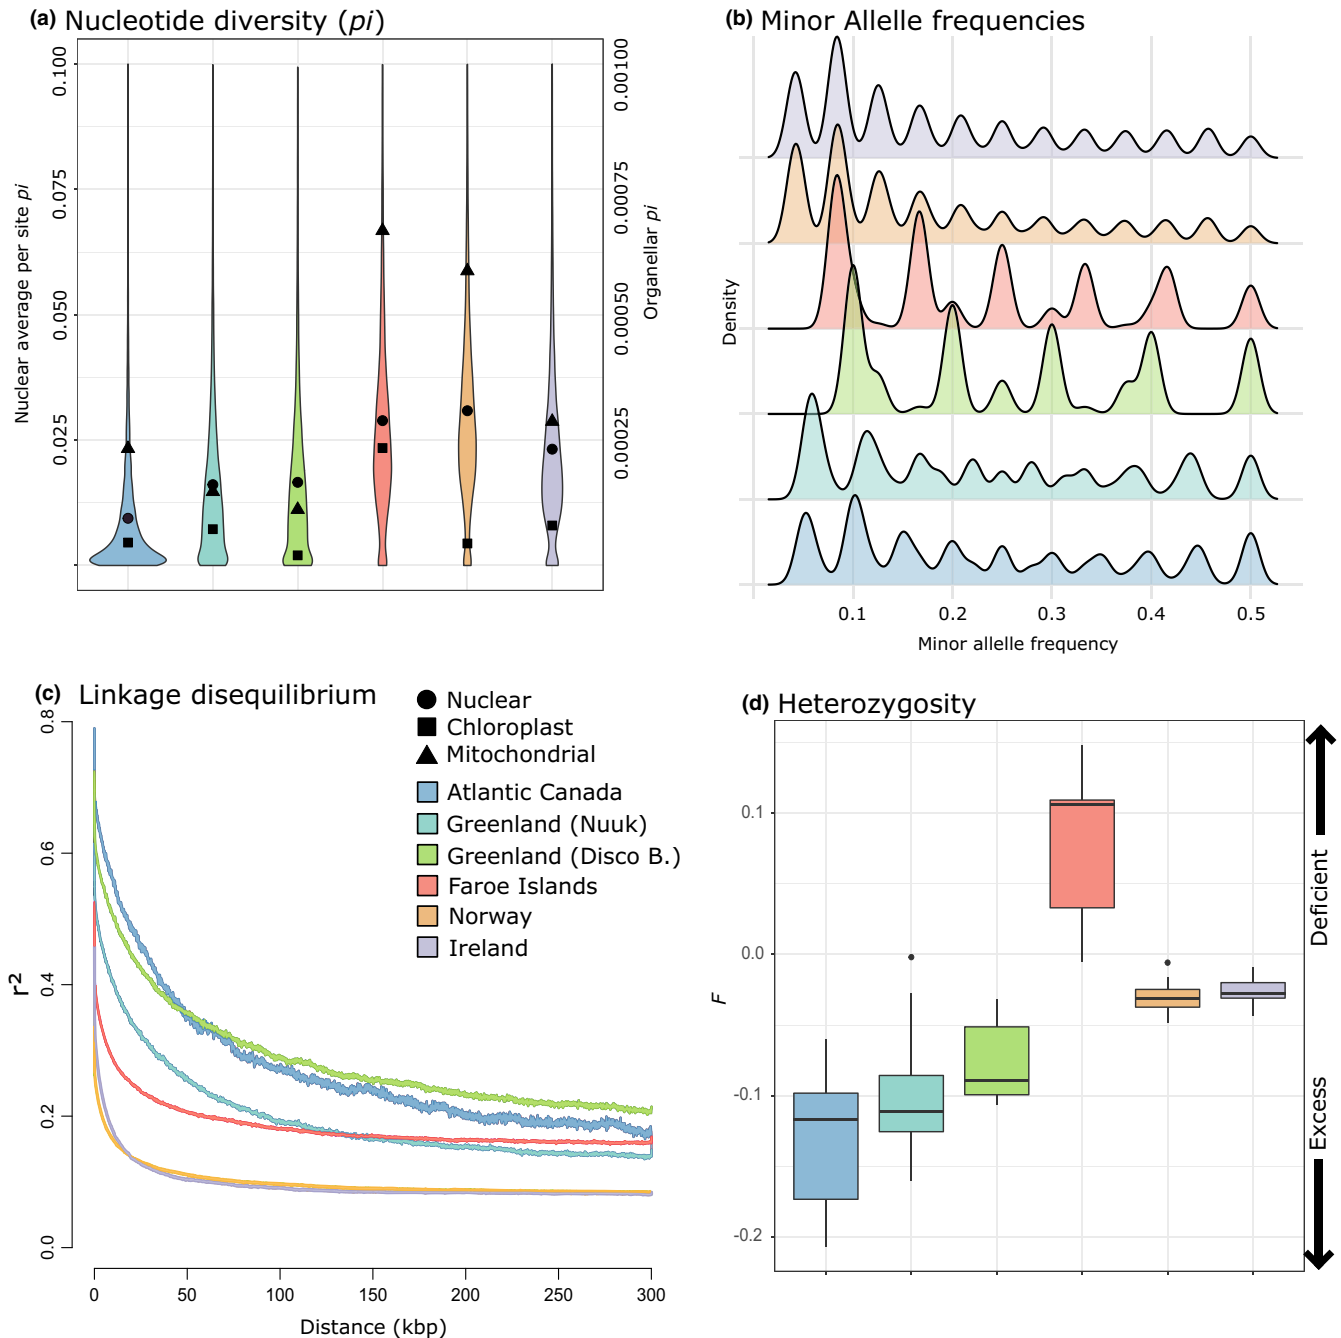 (a) Nucleotide diversity (pi)
0.100
0.075
0.050
0.025
Nuclear average per site pi
0.00100
0.00075
0.00050
0.00025
Organellar pi
(b) Minor Allelle frequencies
Density
0.1 0.2 0.3 0.4 0.5
Minor allelle frequency
(c) Linkage disequilibrium
Nuclear
Chloroplast
Mitochondrial
Atlantic Canada
Greenland (Nuuk)
Greenland (Disco B.)
Faroe Islands
Norway
Ireland
0.8
0.6
0.4
0.2
0.0
r²
0 50 100 150 200 250 300
Distance (kbp)
(d) Heterozygosity
0.1
0.0
-0.1
-0.2
F
Deficient
Excess